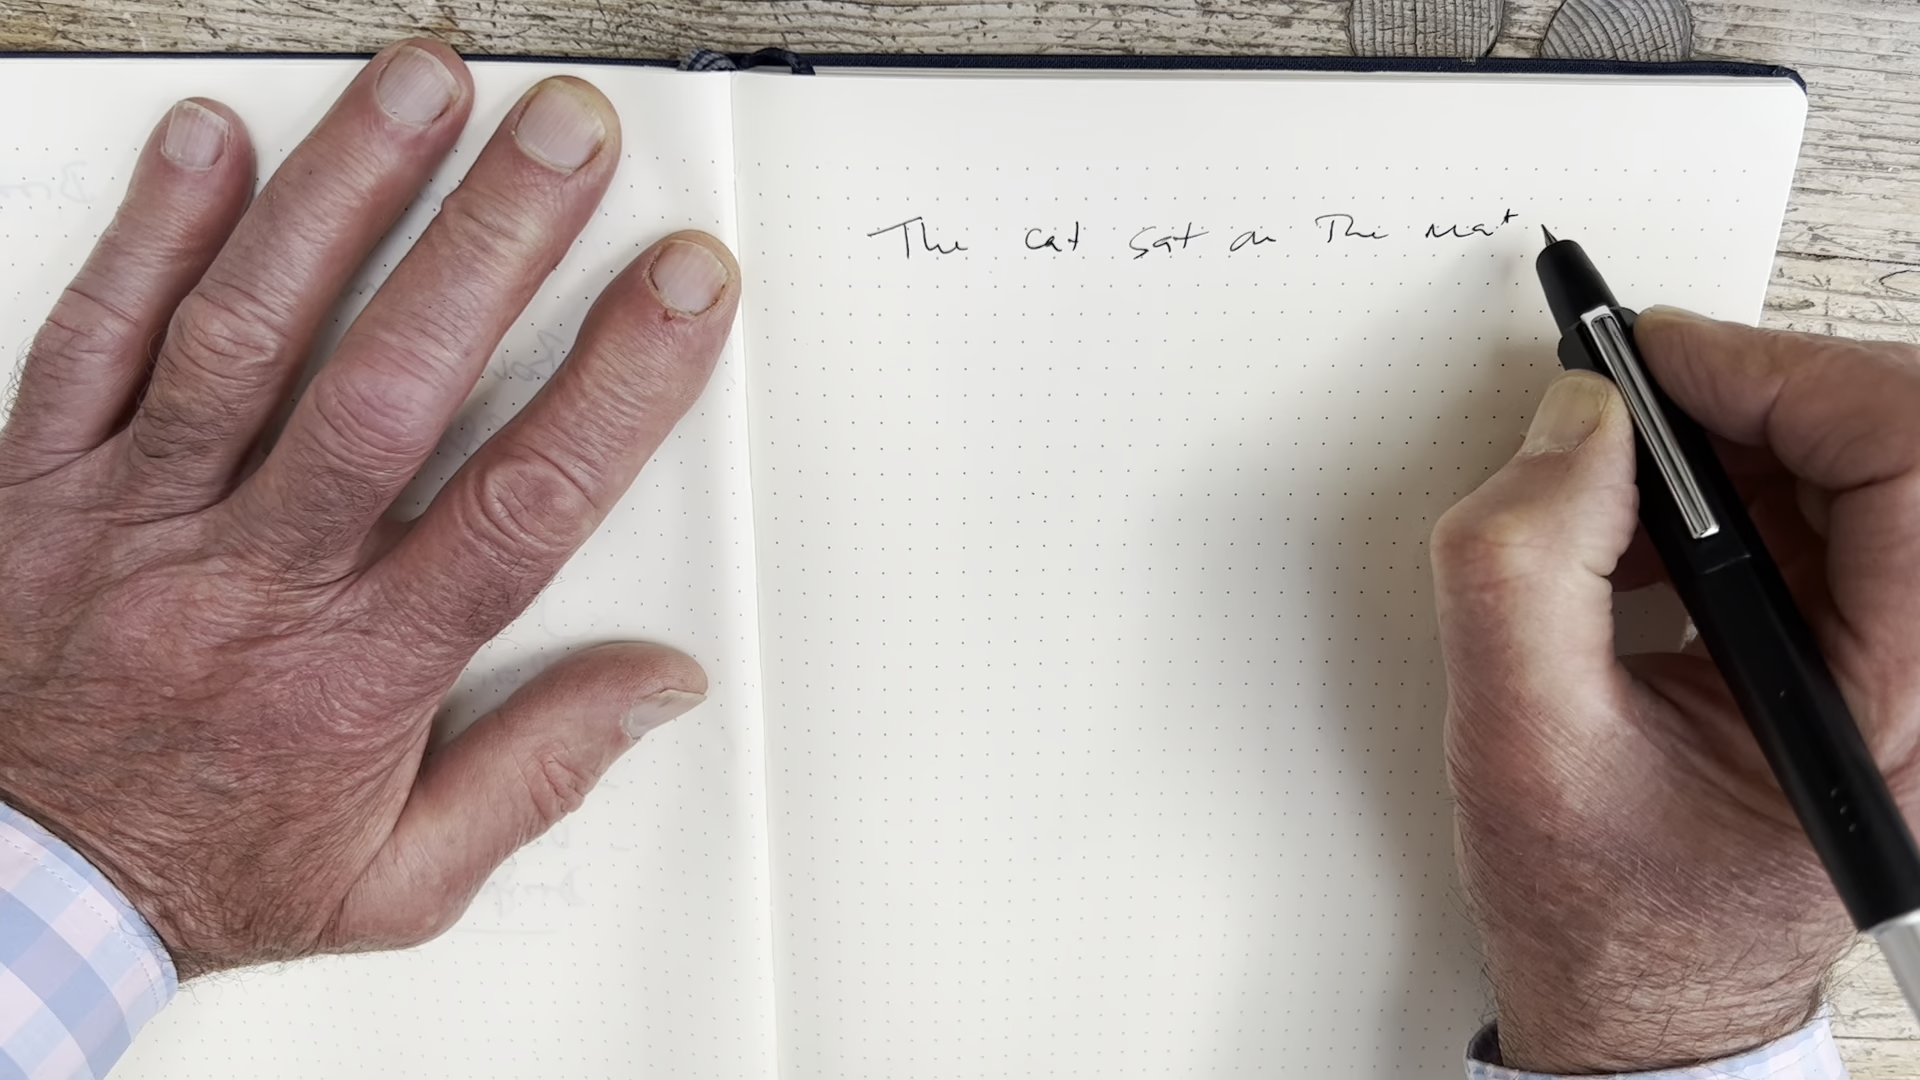 The cat sat on The mat